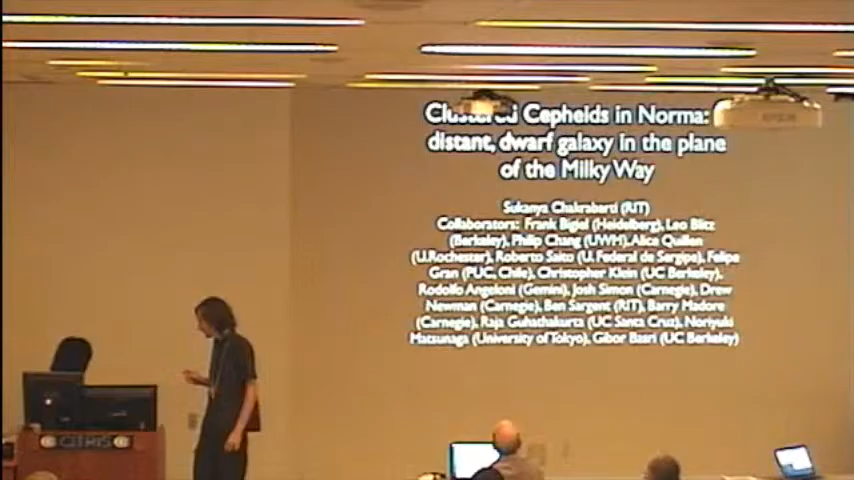 Clustered Cepheids in Norma:
distant, dwarf galaxy in the plane
of the Milky Way
Sukanya Chakrabarti (RIT)
Collaborators: Frank Bigiel (Heidelberg), Leo Blitz
(Berkeley), Philip Chang (UWM), Alice Quillen
(U.Rochester), Roberto Saito (U. Federal de Sergipe), Felipe
Gran (PUC, Chile), Christopher Klein (UC Berkeley),
Rodolfo Angeloni (Gemini), Josh Simon (Carnegie), Drew
Newman (Carnegie), Ben Sargent (RIT), Barry Madore
(Carnegie), Raja Guhathakurta (UC Santa Cruz), Noriyuki
Matsunaga (University of Tokyo), Gibor Basri (UC Berkeley)
CITRIS
EPSON